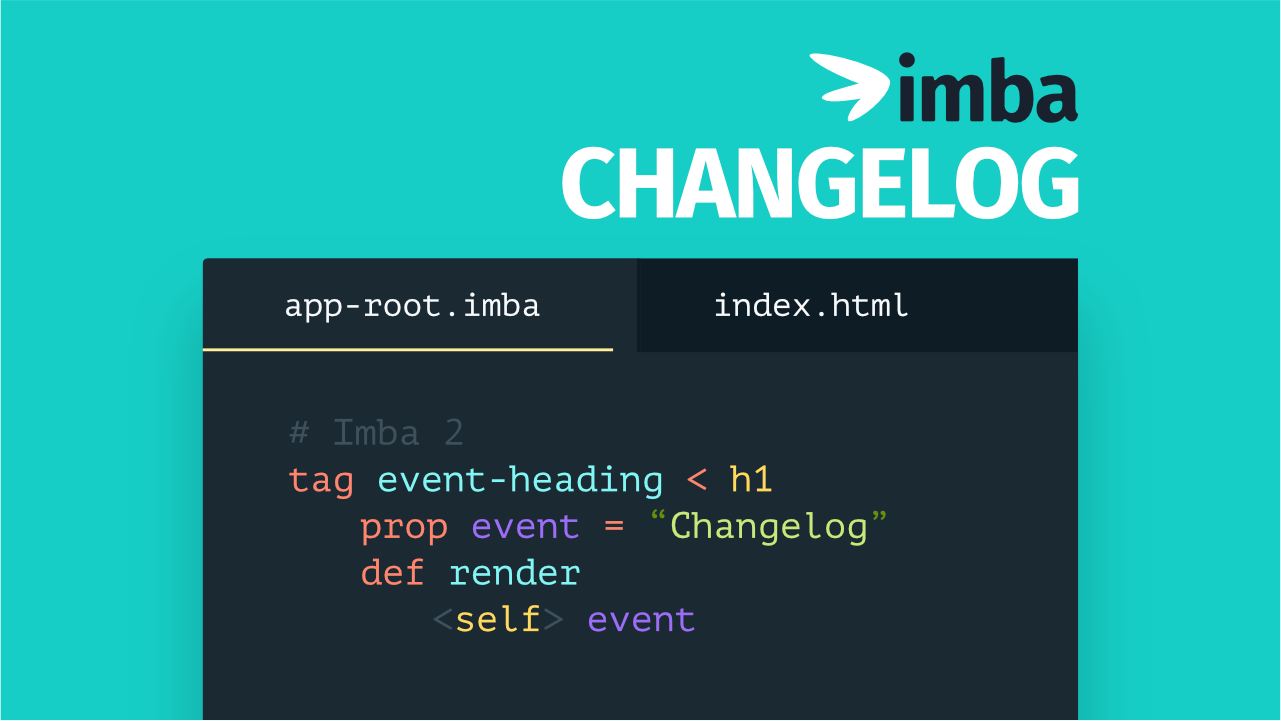 imba
CHANGELOG
app-root.imba index.html
# Imba 2
tag event-heading < h1
prop event = “Changelog”
def render
<self> event